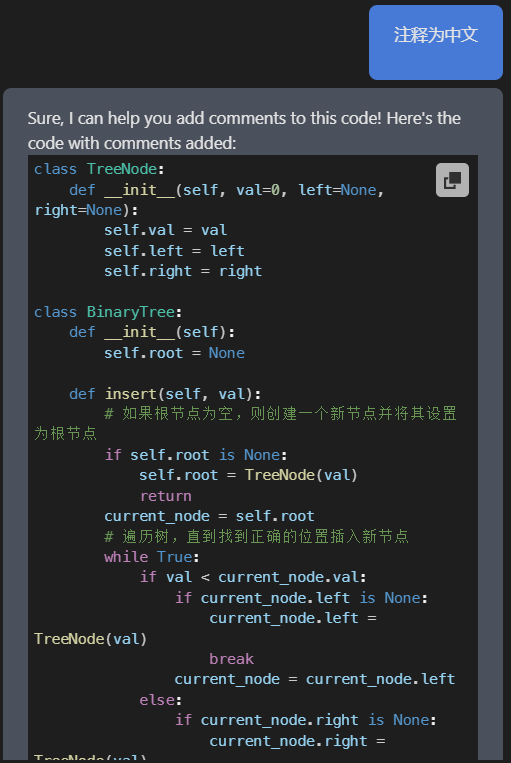 注释为中文
Sure, I can help you add comments to this code! Here's the
code with comments added:
class TreeNode:
    def __init__(self, val=0, left=None,
right=None):
        self.val = val
        self.left = left
        self.right = right
class BinaryTree:
    def __init__(self):
        self.root = None
    def insert(self, val):
        # 如果根节点为空，则创建一个新节点并将其设置
为根节点
        if self.root is None:
            self.root = TreeNode(val)
            return
        current_node = self.root
        # 遍历树，直到找到正确的位置插入新节点
        while True:
            if val < current_node.val:
                if current_node.left is None:
                    current_node.left =
TreeNode(val)
                    break
                current_node = current_node.left
            else:
                if current_node.right is None:
                    current_node.right =
TreeNode(val)